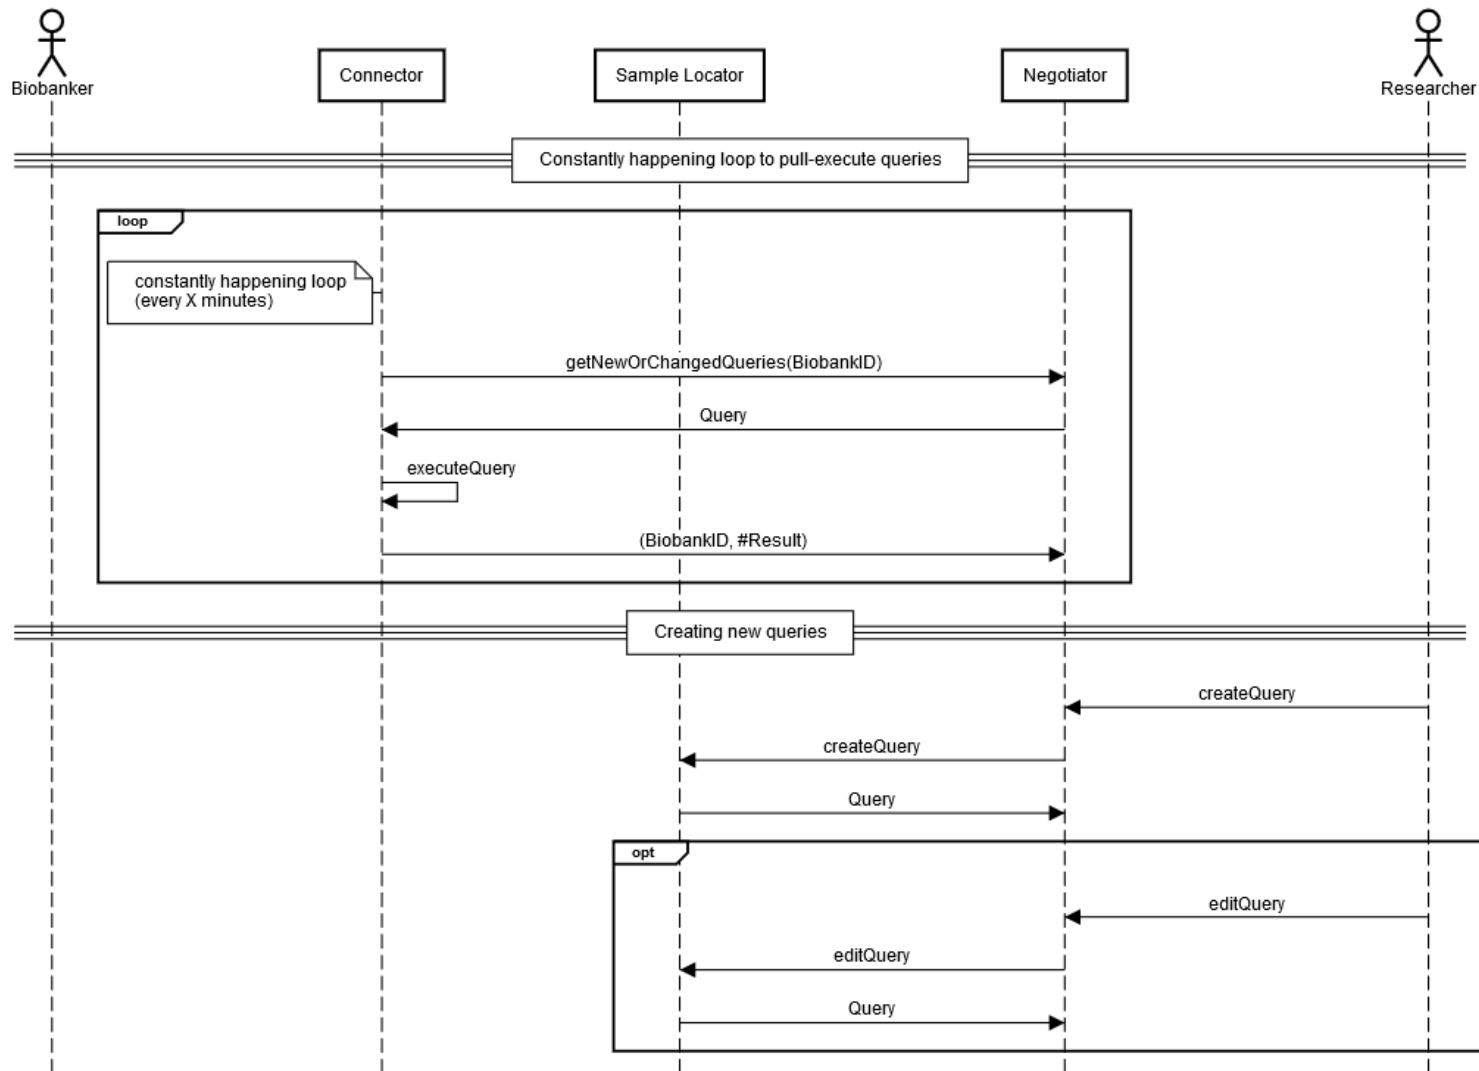 Biobanker
Connector
Sample Locator
Negotiator
Researcher
Constantly happening loop to pull-execute queries
loop
constantly happening loop
(every X minutes)
getNewOrChangedQueries(BiobankID)
Query
executeQuery
(BiobankID, #Result)
Creating new queries
createQuery
createQuery
Query
opt
editQuery
editQuery
Query